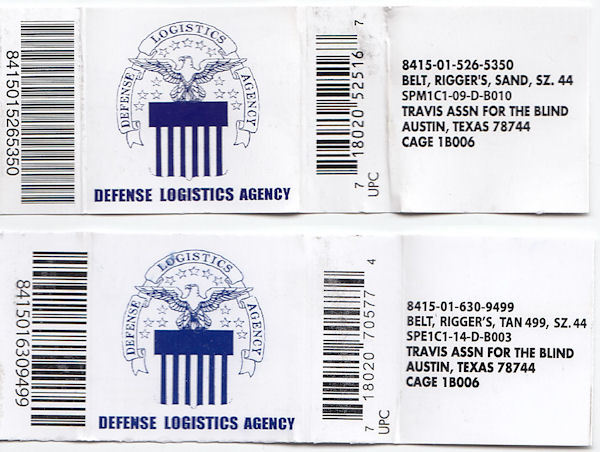 8415015265350
DEFENSE LOGISTICS AGENCY
DEFENSE LOGISTICS AGENCY
7 18020 52516 7
UPC
8415-01-526-5350
BELT, RIGGER'S, SAND, SZ. 44
SPM1C1-09-D-B010
TRAVIS ASSN FOR THE BLIND
AUSTIN, TEXAS 78744
CAGE 1B006
8415016309499
DEFENSE LOGISTICS AGENCY
DEFENSE LOGISTICS AGENCY
7 18020 70577 4
UPC
8415-01-630-9499
BELT, RIGGER'S, TAN 499, SZ. 44
SPE1C1-14-D-B003
TRAVIS ASSN FOR THE BLIND
AUSTIN, TEXAS 78744
CAGE 1B006